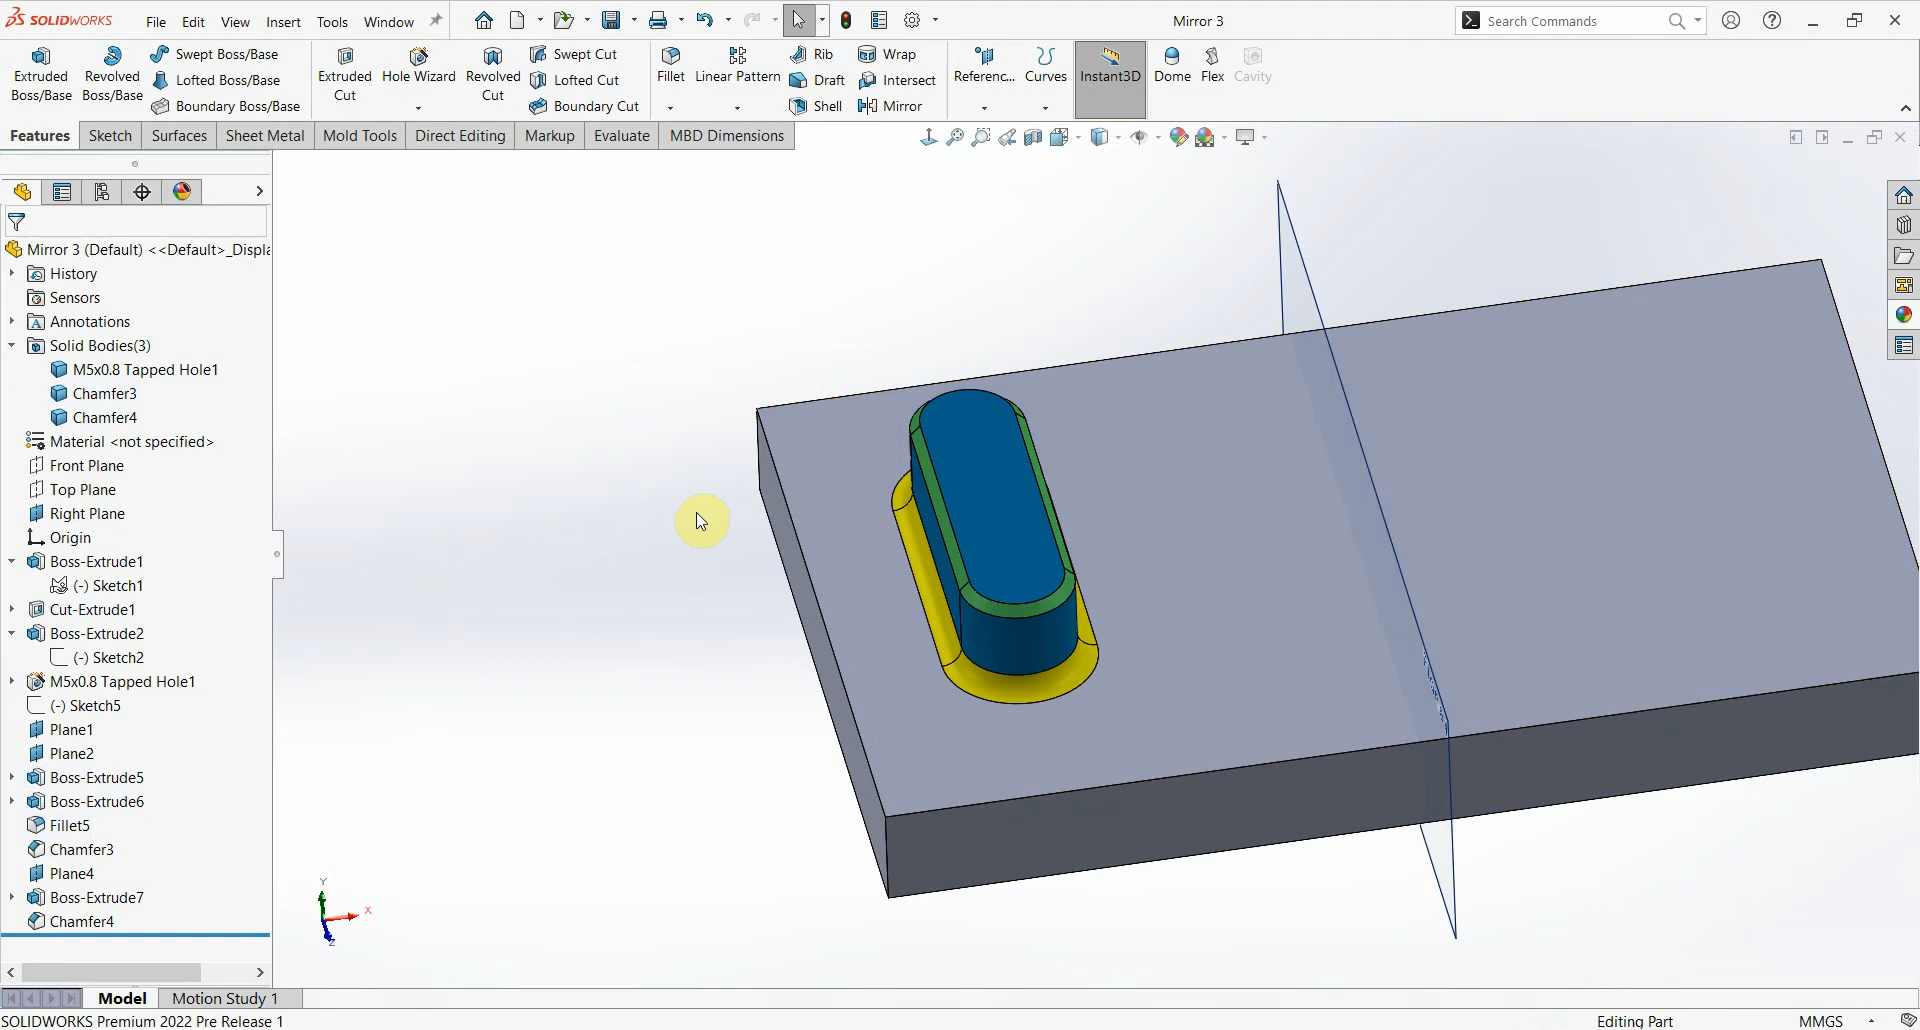 SOLIDWORKS File Edit View Insert Tools Window Mirror 3 Search Commands
Extruded Boss/Base
Revolved Boss/Base
Swept Boss/Base
Lofted Boss/Base
Boundary Boss/Base
Extruded Cut
Hole Wizard
Revolved Cut
Swept Cut
Lofted Cut
Boundary Cut
Fillet
Linear Pattern
Rib
Draft
Shell
Wrap
Intersect
Mirror
Referenc...
Curves
Instant3D
Dome
Flex
Cavity
Features Sketch Surfaces Sheet Metal Mold Tools Direct Editing Markup Evaluate MBD Dimensions
Mirror 3 (Default) <<Default>_Displa
History
Sensors
Annotations
Solid Bodies(3)
M5x0.8 Tapped Hole1
Chamfer3
Chamfer4
Material <not specified>
Front Plane
Top Plane
Right Plane
Origin
Boss-Extrude1
(-) Sketch1
Cut-Extrude1
Boss-Extrude2
(-) Sketch2
M5x0.8 Tapped Hole1
(-) Sketch5
Plane1
Plane2
Boss-Extrude5
Boss-Extrude6
Fillet5
Chamfer3
Plane4
Boss-Extrude7
Chamfer4
Y
X
Z
Model Motion Study 1
SOLIDWORKS Premium 2022 Pre Release 1 Editing Part MMGS